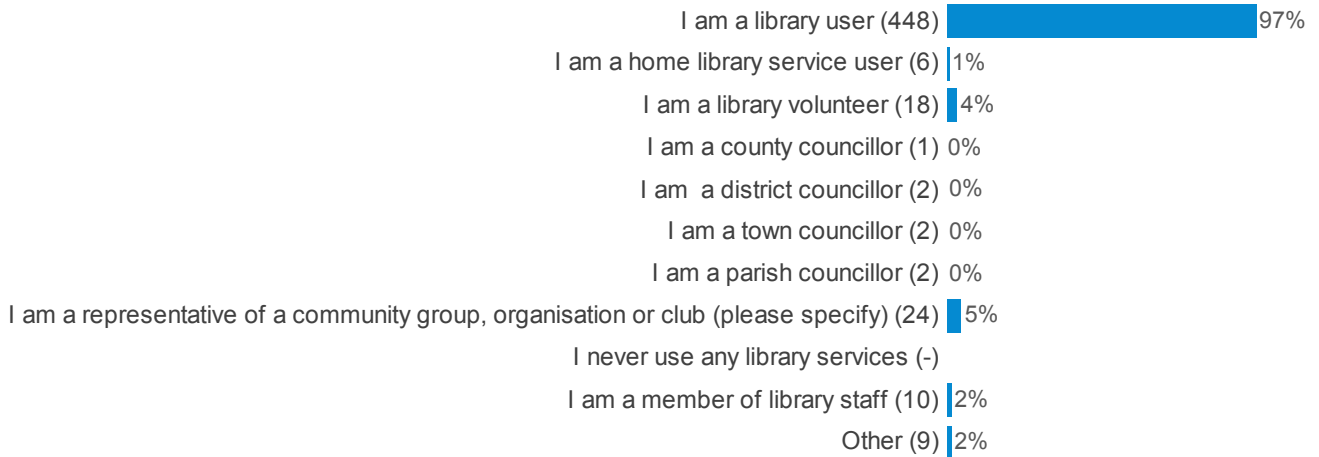 I am a library user (448) 97%
I am a home library service user (6) 1%
I am a library volunteer (18) 4%
I am a county councillor (1) 0%
I am  a district councillor (2) 0%
I am a town councillor (2) 0%
I am a parish councillor (2) 0%
I am a representative of a community group, organisation or club (please specify) (24) 5%
I never use any library services (-)
I am a member of library staff (10) 2%
Other (9) 2%